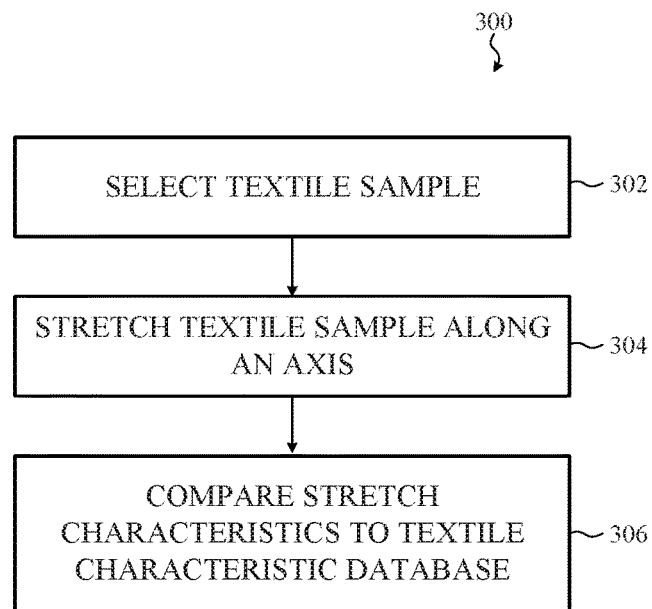 300
SELECT TEXTILE SAMPLE
302
STRETCH TEXTILE SAMPLE ALONG
AN AXIS
304
COMPARE STRETCH
CHARACTERISTICS TO TEXTILE
CHARACTERISTIC DATABASE
306